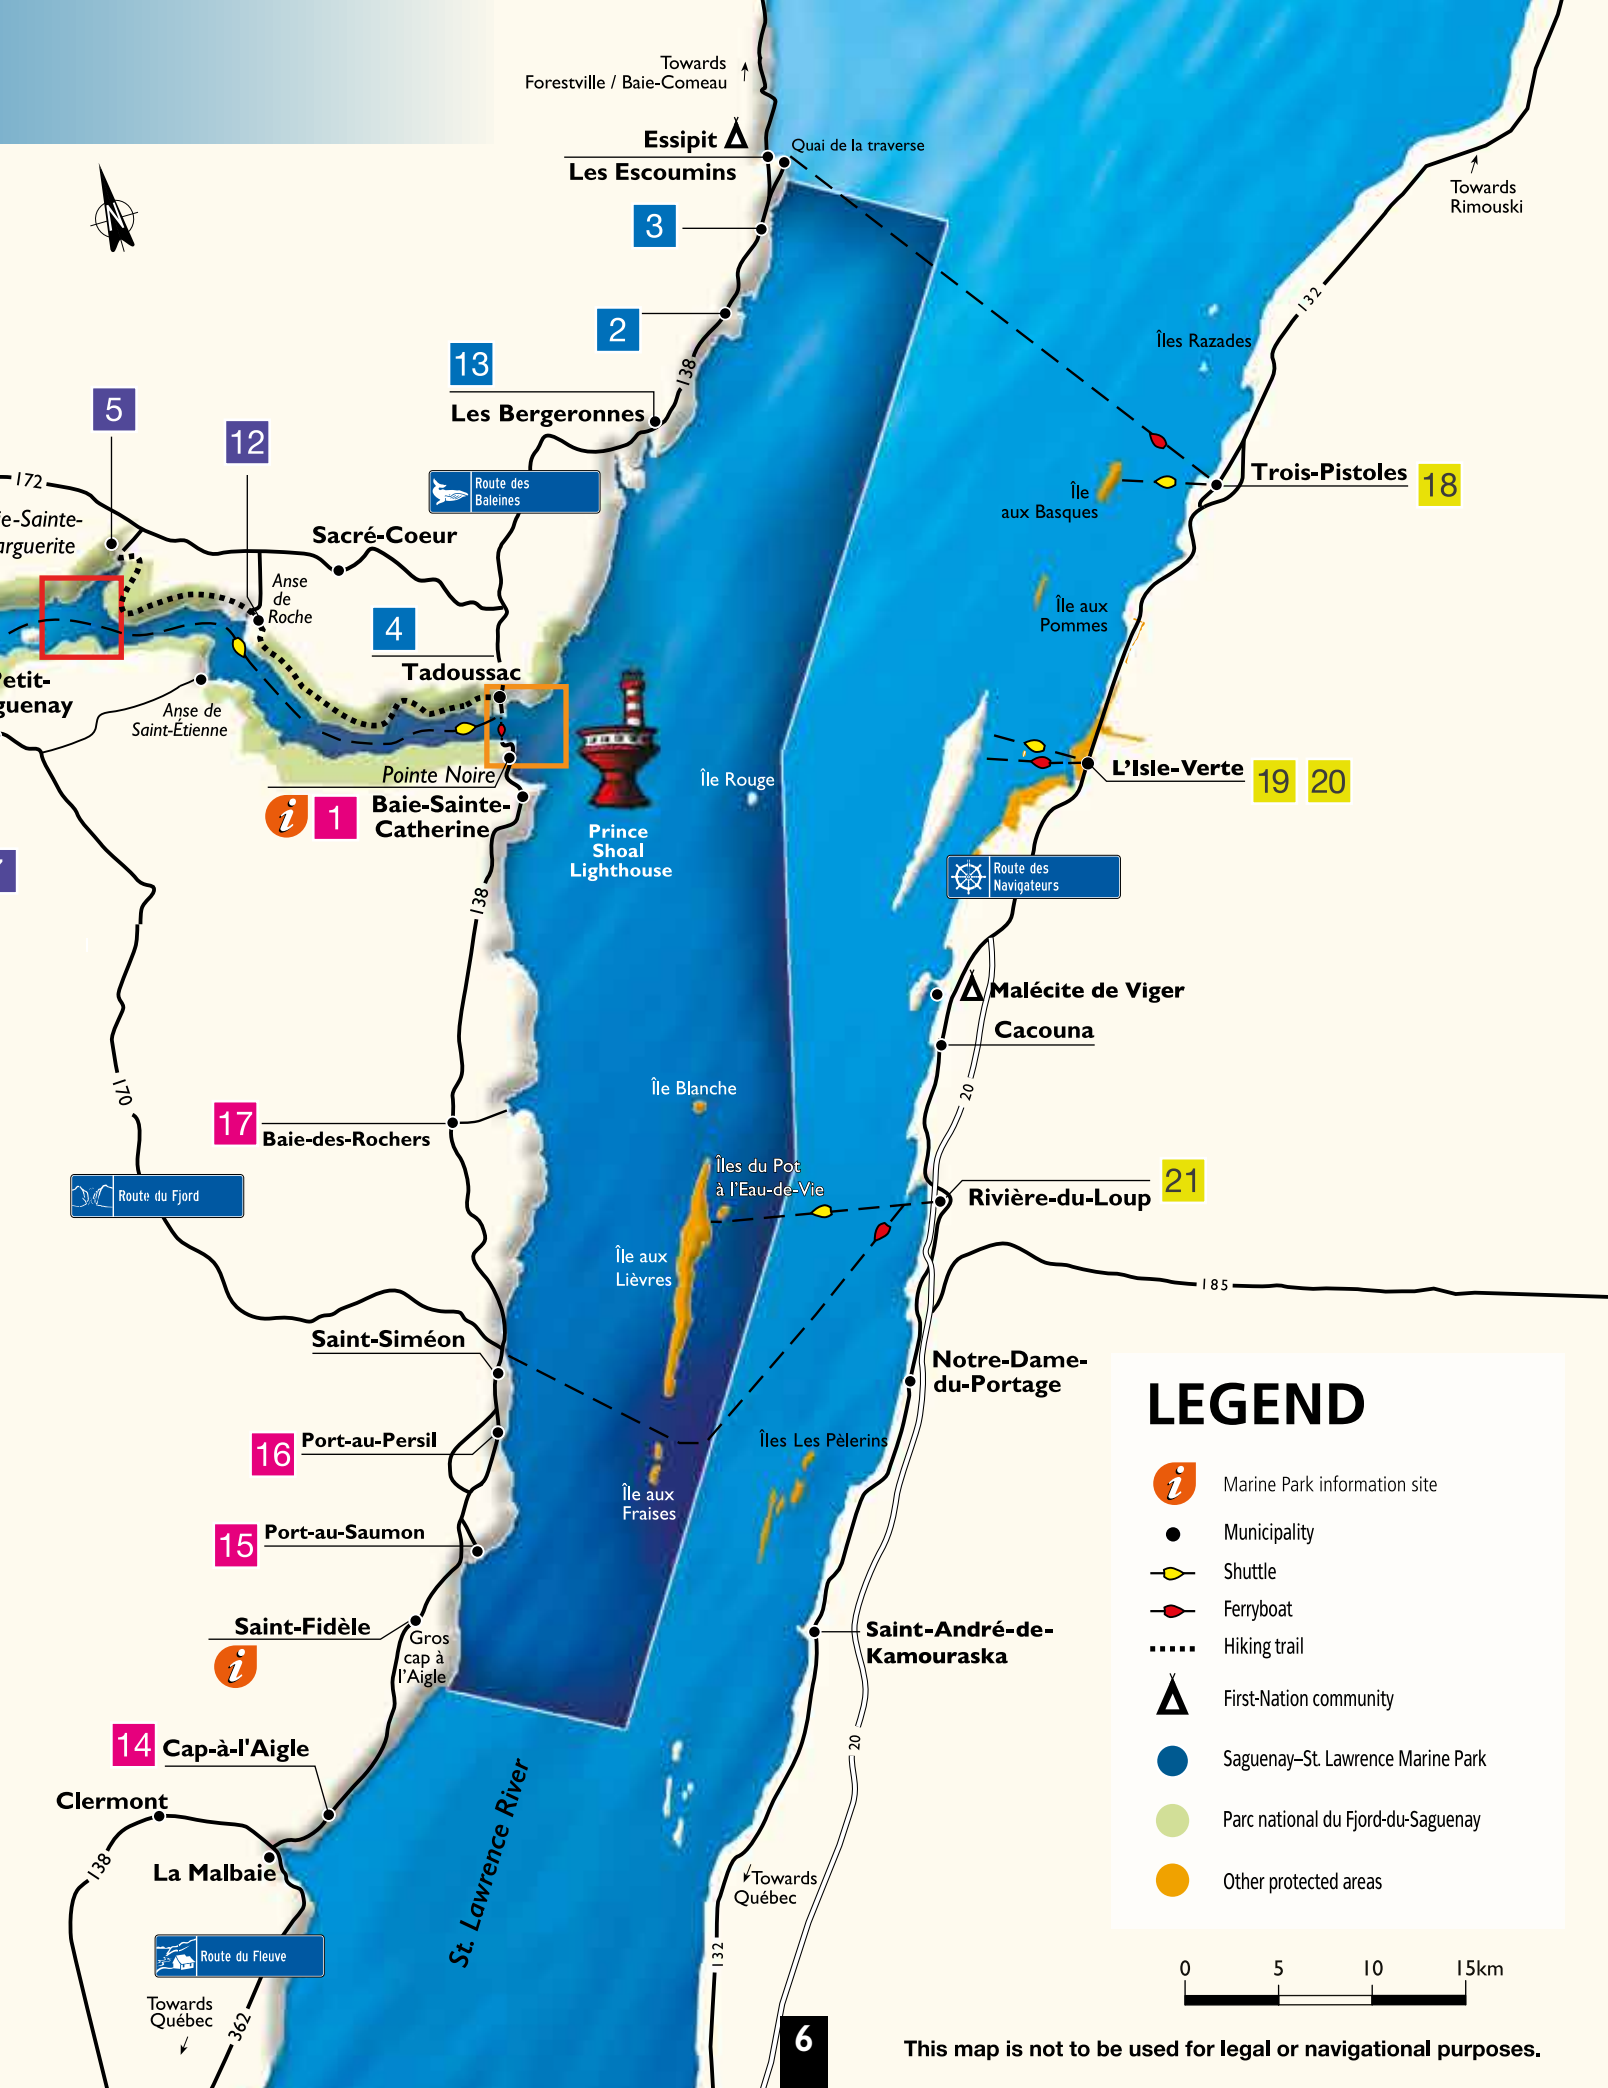 Towards
Forestville / Baie-Comeau
Essipit
Les Escoumins
Quai de la traverse
Towards
Rimouski
N
3
2
13
Les Bergeronnes
138
132
Îles Razades
5
12
172
Route des
Baleines
Trois-Pistoles
18
Île
aux Basques
ie-Sainte-
arguerite
Sacré-Coeur
Anse
de
Roche
4
Tadoussac
Île aux
Pommes
Petit-
guenay
Anse de
Saint-Étienne
Pointe Noire
1
Baie-Sainte-
Catherine
Île Rouge
L'Isle-Verte
19
20
Prince
Shoal
Lighthouse
Route des
Navigateurs
138
Malécite de Viger
Cacouna
20
170
Île Blanche
17
Baie-des-Rochers
Îles du Pot
à l'Eau-de-Vie
21
Rivière-du-Loup
Route du Fjord
Île aux
Lièvres
185
Saint-Siméon
Notre-Dame-
du-Portage
16
Port-au-Persil
Îles Les Pèlerins
Île aux
Fraises
15
Port-au-Saumon
Saint-Fidèle
Gros
cap à
l'Aigle
Saint-André-de-
Kamouraska
20
14
Cap-à-l'Aigle
Clermont
138
La Malbaie
St. Lawrence River
Towards
Québec
132
Route du Fleuve
Towards
Québec
362
LEGEND
Marine Park information site
Municipality
Shuttle
Ferryboat
Hiking trail
First-Nation community
Saguenay–St. Lawrence Marine Park
Parc national du Fjord-du-Saguenay
Other protected areas
0 5 10 15km
6
This map is not to be used for legal or navigational purposes.